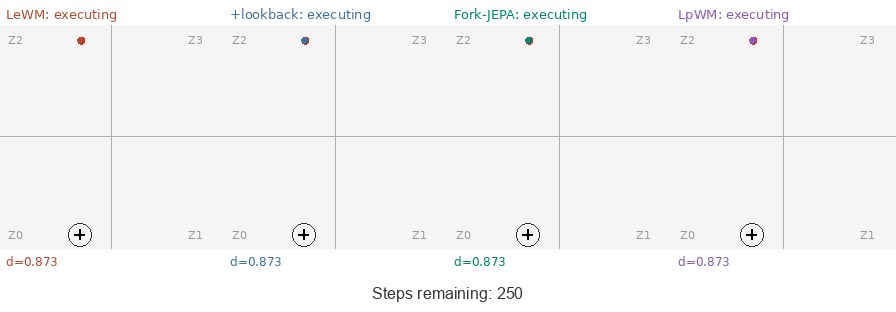 LeWM: executing +lookback: executing Fork-JEPA: executing LpWM: executing
Z2 Z3 Z2 Z3 Z2 Z3 Z2 Z3
Z0 Z1 Z0 Z1 Z0 Z1 Z0 Z1
d=0.873 d=0.873 d=0.873 d=0.873
Steps remaining: 250